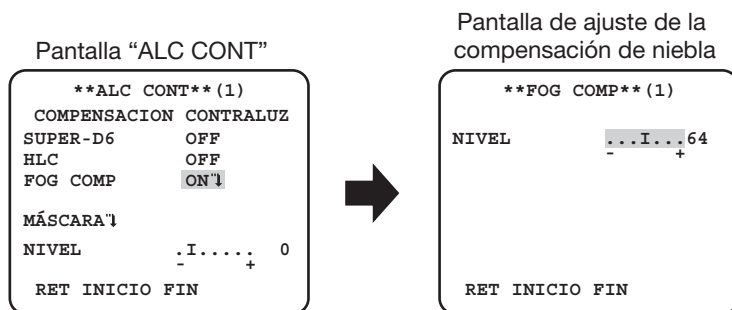 Pantalla “ALC CONT”
**ALC CONT**(1)
COMPENSACION CONTRALUZ
SUPER-D6 OFF
HLC OFF
FOG COMP ON
MÁSCARA
NIVEL .I..... 0
- +
RET INICIO FIN
Pantalla de ajuste de la
compensación de niebla
**FOG COMP**(1)
NIVEL ...I...64
- +
RET INICIO FIN